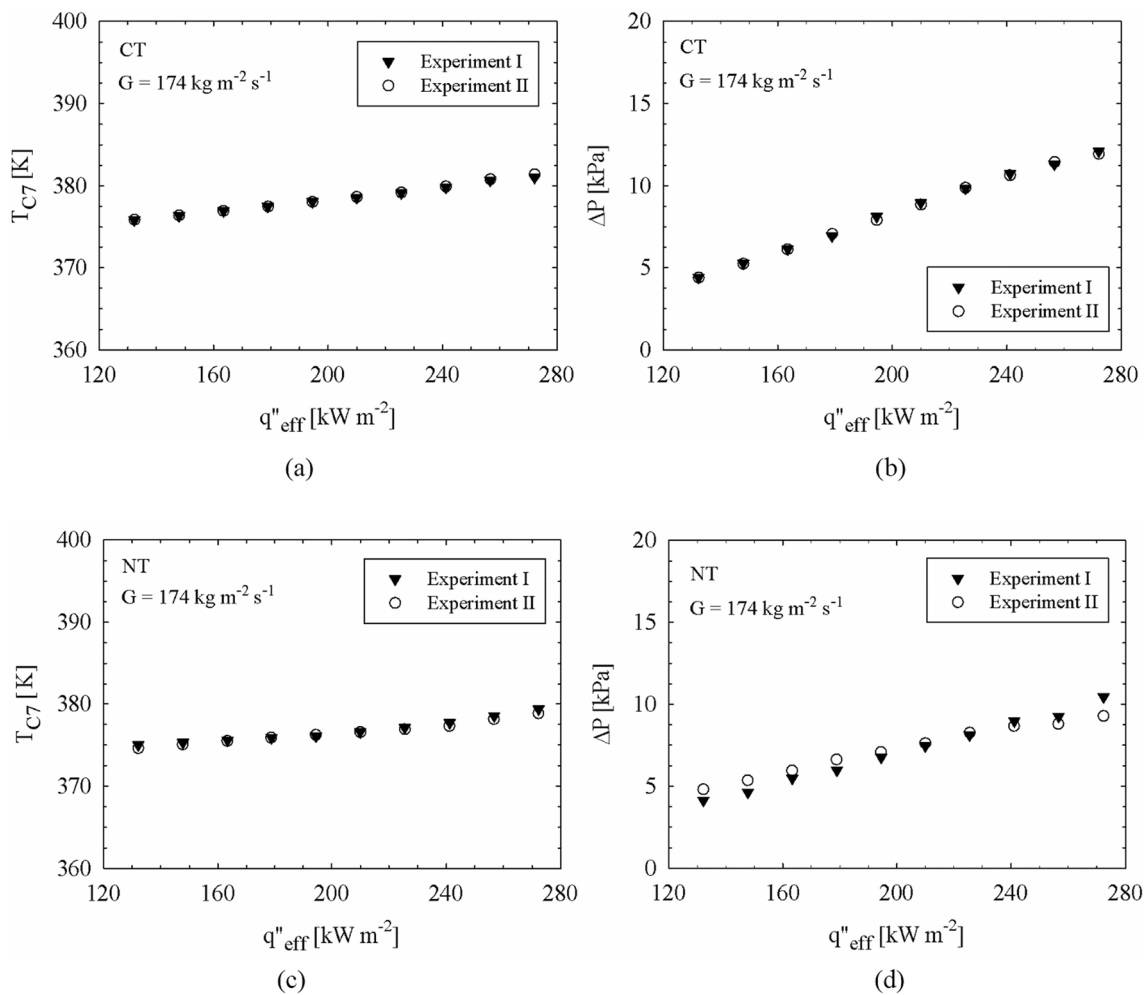 400
390
380
370
360
T_C7 [K]
CT
G = 174 kg m⁻² s⁻¹
Experiment I
Experiment II
120 160 200 240 280
q"eff [kW m⁻²]
(a)
20
15
10
5
0
ΔP [kPa]
CT
G = 174 kg m⁻² s⁻¹
Experiment I
Experiment II
120 160 200 240 280
q"eff [kW m⁻²]
(b)
400
390
380
370
360
T_C7 [K]
NT
G = 174 kg m⁻² s⁻¹
Experiment I
Experiment II
120 160 200 240 280
q"eff [kW m⁻²]
(c)
20
15
10
5
0
ΔP [kPa]
NT
G = 174 kg m⁻² s⁻¹
Experiment I
Experiment II
120 160 200 240 280
q"eff [kW m⁻²]
(d)